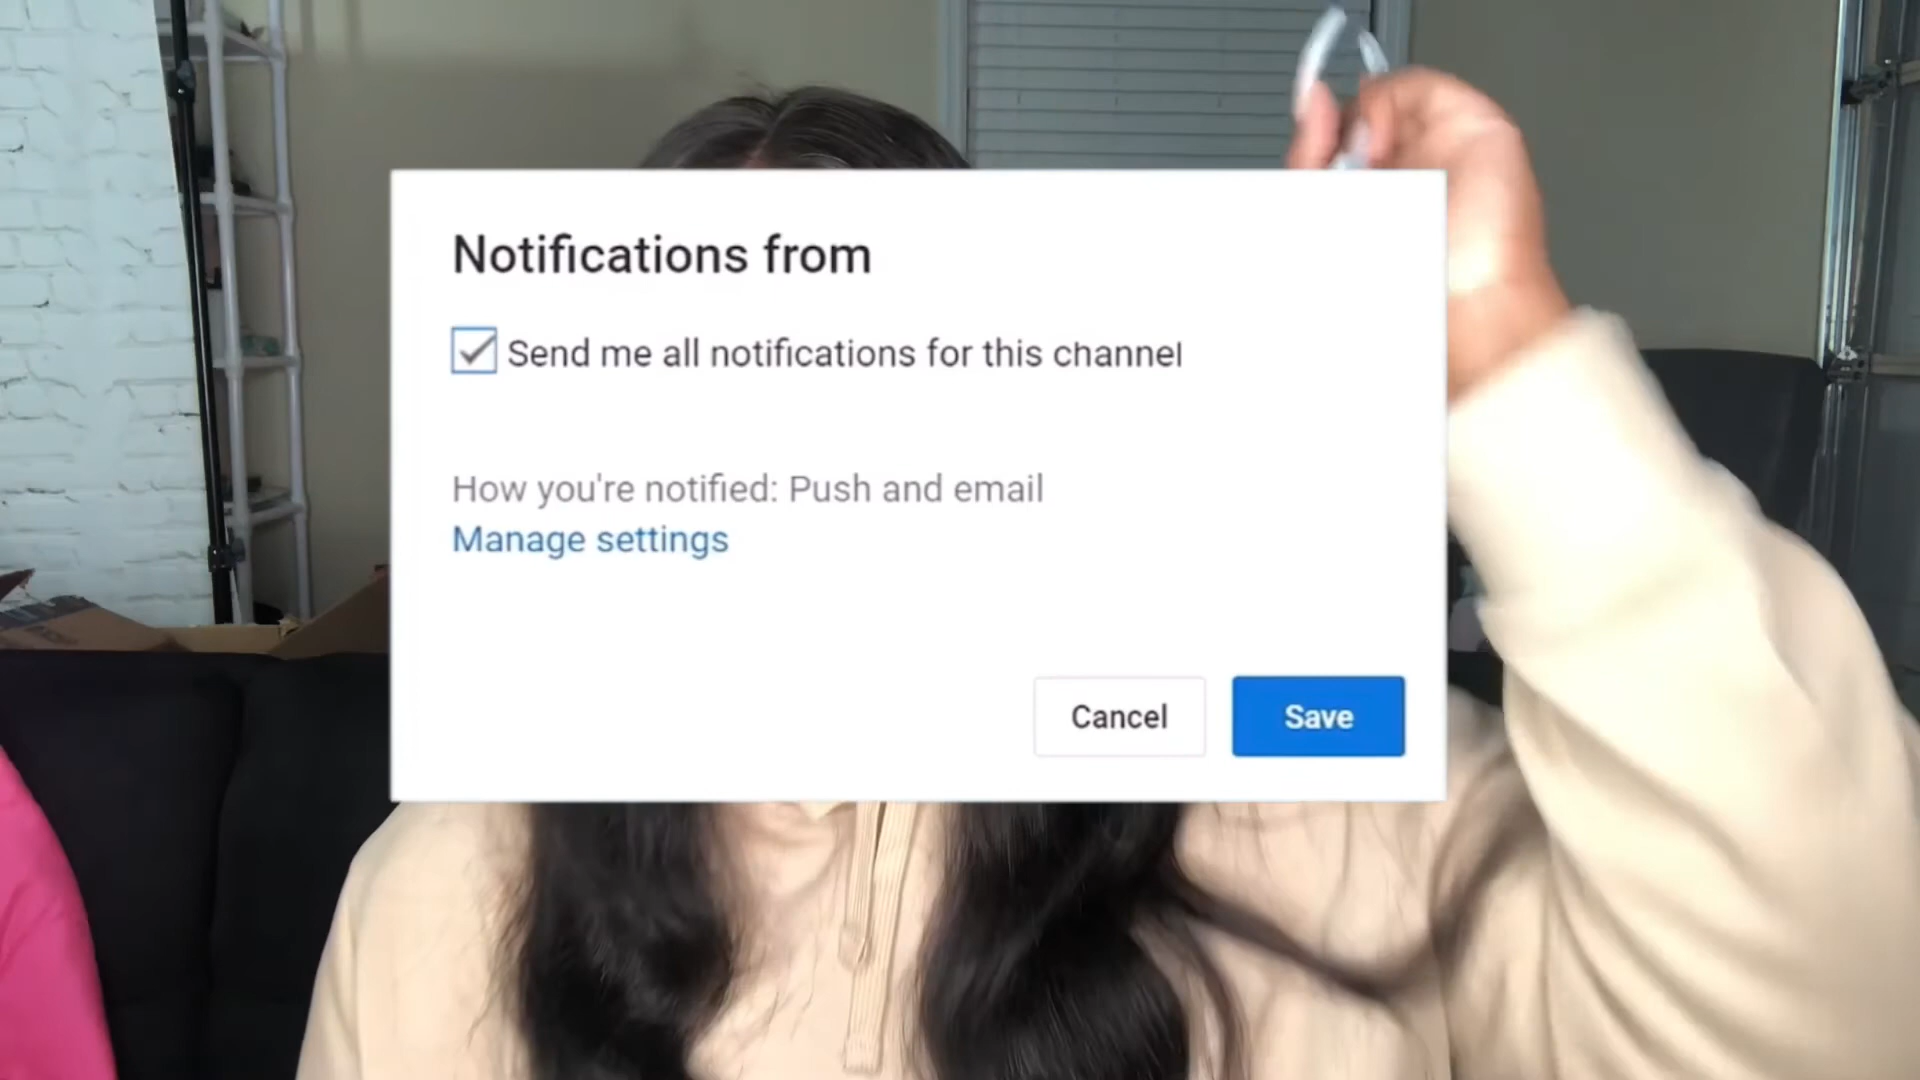 Notifications from
Send me all notifications for this channel
How you're notified: Push and email
Manage settings
Cancel
Save